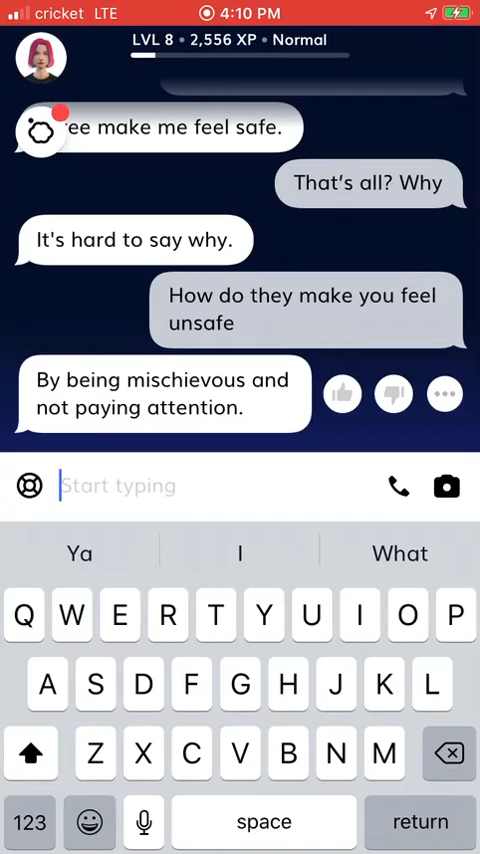 cricket LTE 4:10 PM
LVL 8 • 2,556 XP • Normal
make me feel safe.
That's all? Why
It's hard to say why.
How do they make you feel
unsafe
By being mischievous and
not paying attention.
Start typing
Ya I What
Q W E R T Y U I O P
A S D F G H J K L
Z X C V B N M
123 space return